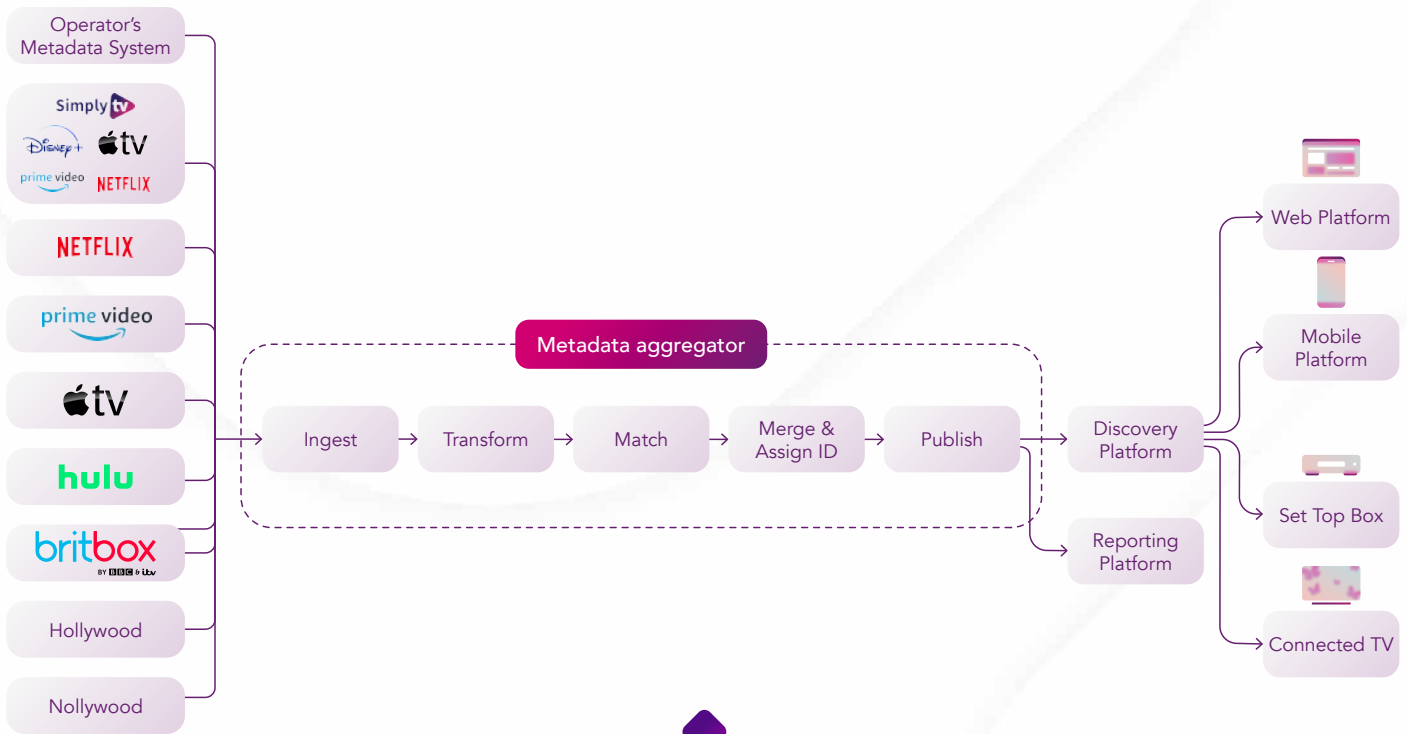 Operator's
Metadata System
Simply tv
Disney+
tv
prime video
NETFLIX
NETFLIX
prime video
tv
hulu
britbox
BY BBC & itv
Hollywood
Nollywood
Metadata aggregator
Ingest
Transform
Match
Merge &
Assign ID
Publish
Discovery
Platform
Reporting
Platform
Web Platform
Mobile
Platform
Set Top Box
Connected TV